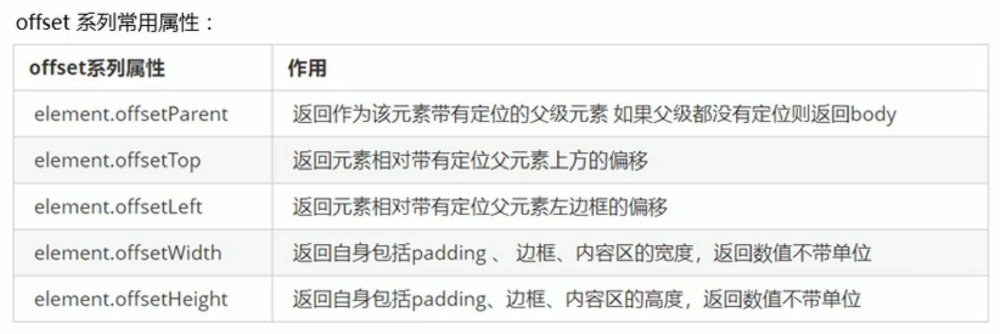 offset 系列常用属性：
offset系列属性 作用
element.offsetParent 返回作为该元素带有定位的父级元素 如果父级都没有定位则返回body
element.offsetTop 返回元素相对带有定位父元素上方的偏移
element.offsetLeft 返回元素相对带有定位父元素左边框的偏移
element.offsetWidth 返回自身包括padding 、 边框、内容区的宽度，返回数值不带单位
element.offsetHeight 返回自身包括padding、边框、内容区的高度，返回数值不带单位